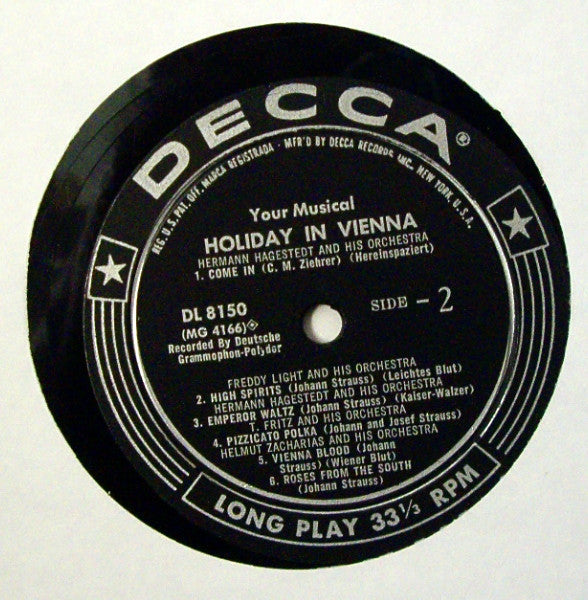 DECCA®
REG. U.S. PAT. OFF. MARCA REGISTRADA - MFR'D BY DECCA RECORDS, INC., NEW YORK, U.S.A.
Your Musical
HOLIDAY IN VIENNA
HERMANN HAGESTEDT AND HIS ORCHESTRA
1. COME IN (C. M. Ziehrer) (Hereinspaziert)
DL 8150
SIDE - 2
(MG 4166)
Recorded By Deutsche
Grammophon-Polydor
FREDDY LIGHT AND HIS ORCHESTRA
2. HIGH SPIRITS (Johann Strauss) (Leichtes Blut)
HERMANN HAGESTEDT AND HIS ORCHESTRA
3. EMPEROR WALTZ (Johann Strauss) (Kaiser-Walzer)
T. FRITZ AND HIS ORCHESTRA
4. PIZZICATO POLKA (Johann and Josef Strauss)
HELMUT ZACHARIAS AND HIS ORCHESTRA
5. VIENNA BLOOD (Johann
Strauss) (Wiener Blut)
6. ROSES FROM THE SOUTH
(Johann Strauss)
LONG PLAY 33⅓ RPM